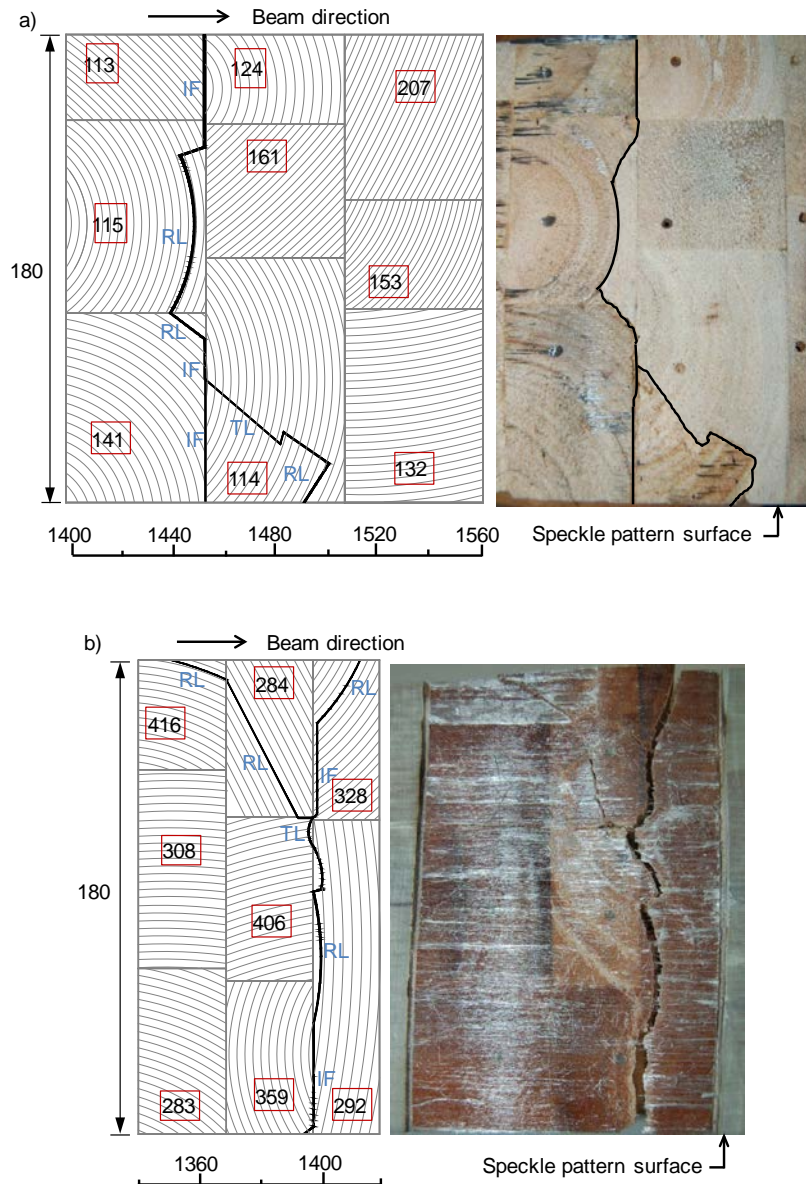 a)
Beam direction
113
IF
124
207
161
115
RL
180
153
RL
IF
141
IF
TL
114
RL
132
Speckle pattern surface
1400 1440 1480 1520 1560
b)
Beam direction
RL
284
RL
416
RL
IF
328
TL
308
180
406
RL
283
359
IF
292
Speckle pattern surface
1360 1400